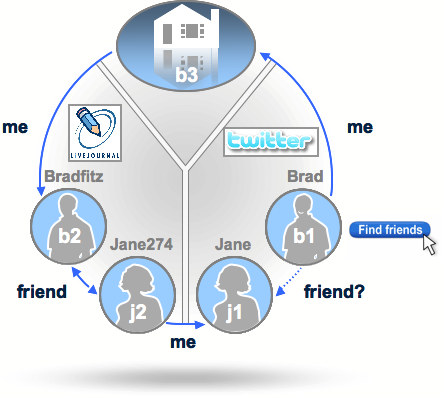 b3
me
me
LIVEJOURNAL
twitter
Bradfitz
Brad
b2
b1
Find friends
Jane274
Jane
friend
friend?
j2
j1
me